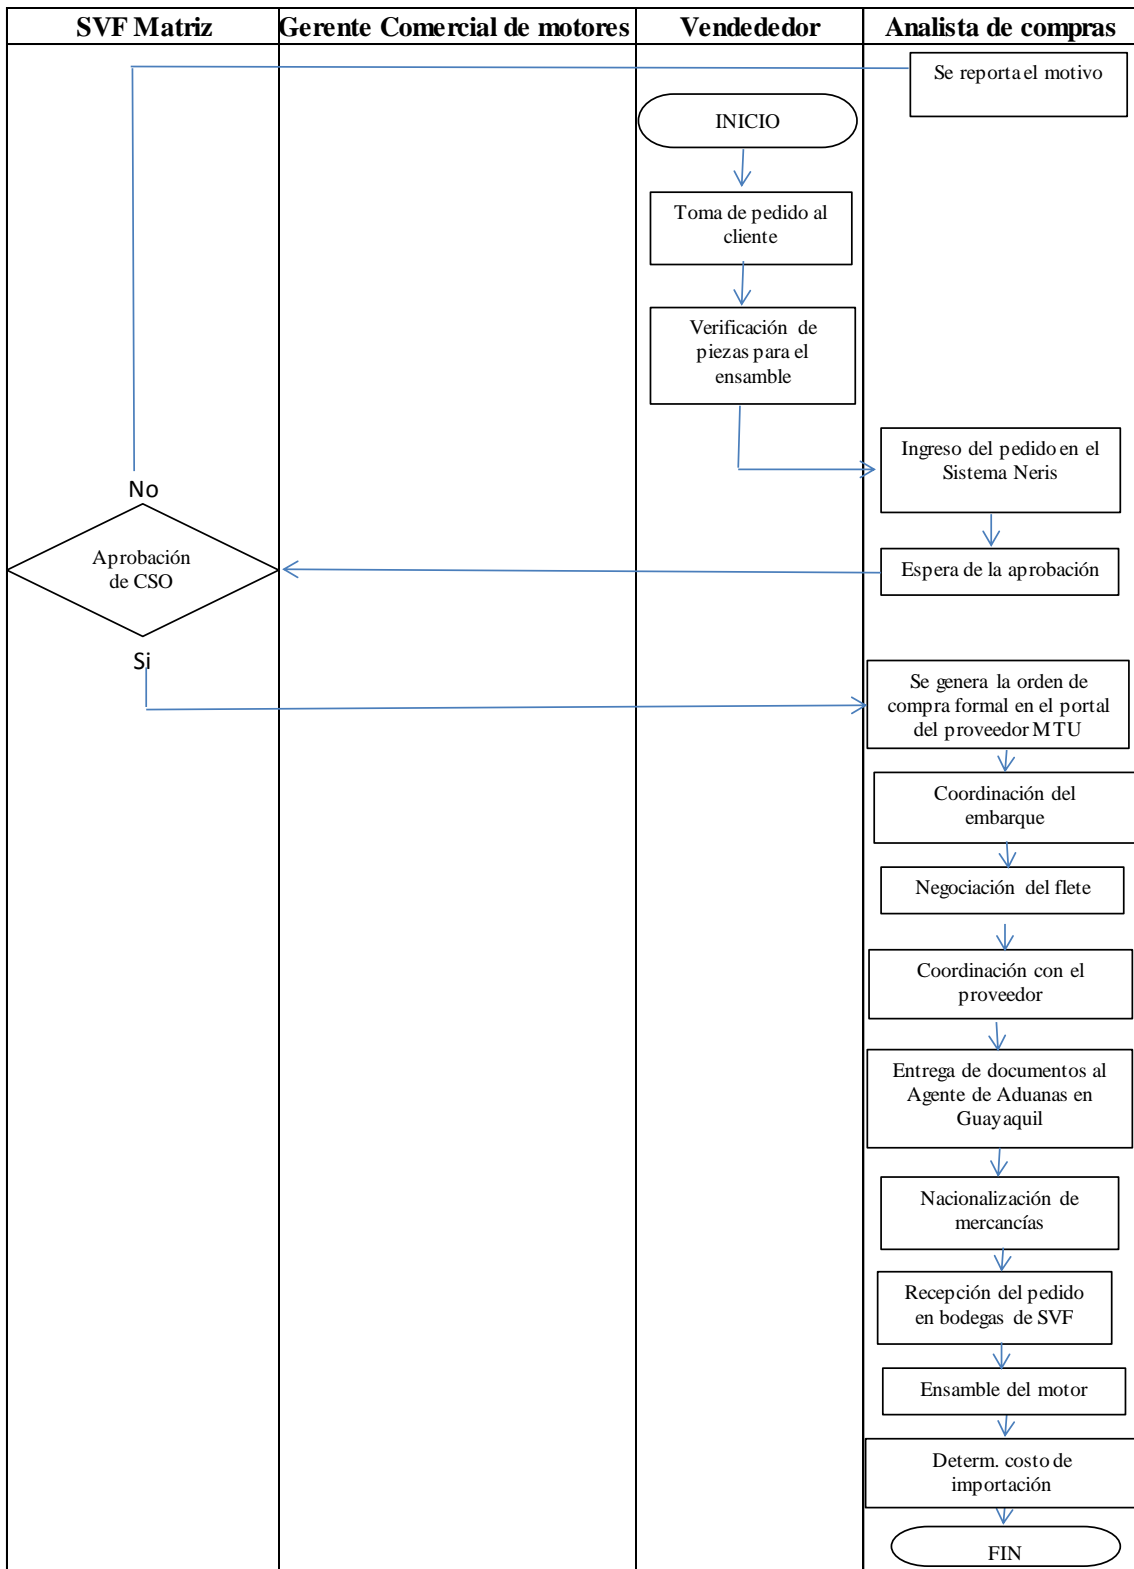 SVF Matriz
Gerente Comercial de motores
Vendededor
Analista de compras
Se reporta el motivo
INICIO
Toma de pedido al
cliente
Verificación de
piezas para el
ensamble
Ingreso del pedido en el
Sistema Neris
No
Aprobación
de CSO
Espera de la aprobación
Si
Se genera la orden de
compra formal en el portal
del proveedor MTU
Coordinación del
embarque
Negociación del flete
Coordinación con el
proveedor
Entrega de documentos al
Agente de Aduanas en
Guayaquil
Nacionalización de
mercancías
Recepción del pedido
en bodegas de SVF
Ensamble del motor
Determ. costo de
importación
FIN